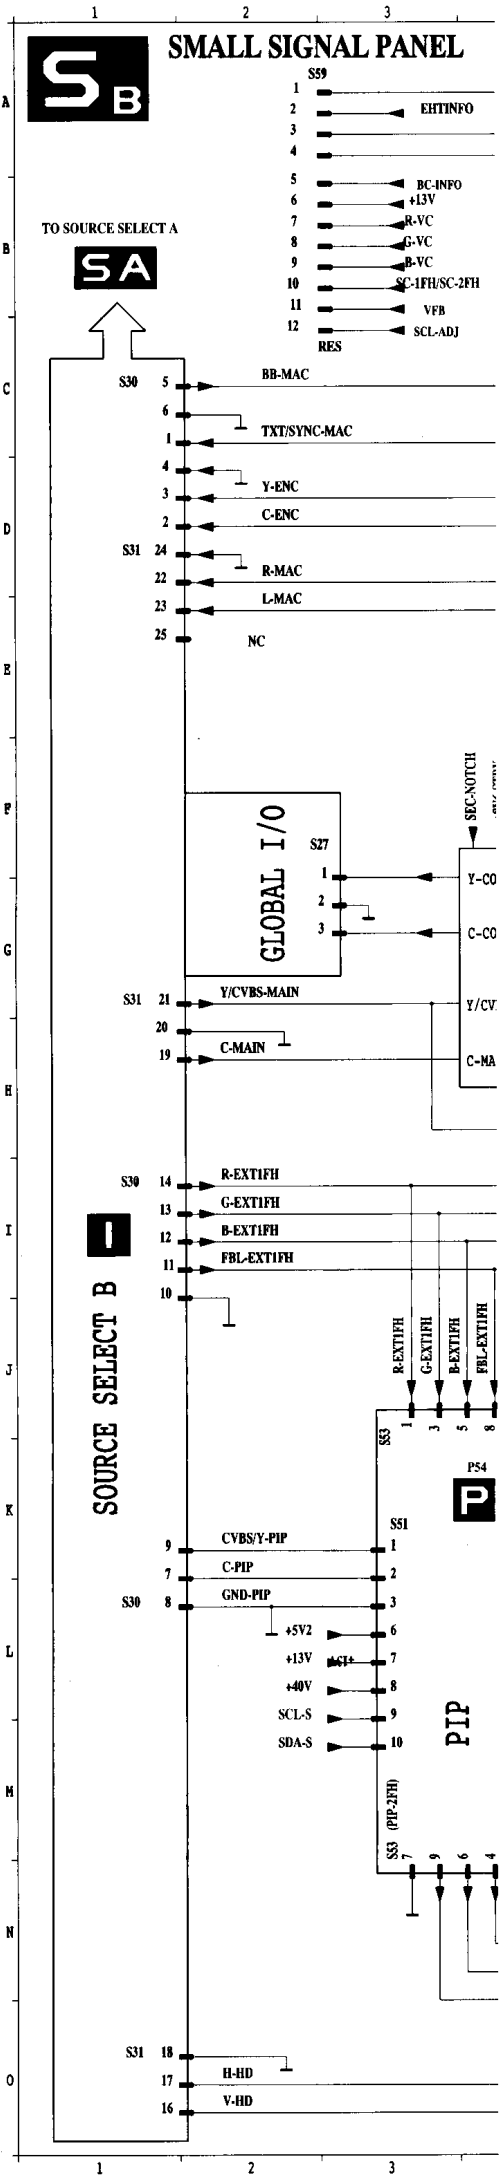 1 2 3
SMALL SIGNAL PANEL
SB
S59
A
1
2 EHTINFO
3
4
5 BC-INFO
6 +13V
7 R-VC
B
8 G-VC
9 B-VC
10 SC-1FH/SC-2FH
11 VFB
12 SCL-ADJ
RES
TO SOURCE SELECT A
SA
C
S30 5 BB-MAC
6
1 TXT/SYNC-MAC
4
3 Y-ENC
D
2 C-ENC
S31 24
22 R-MAC
23 L-MAC
25 NC
E
F
SEC-NOTCH
GLOBAL I/O
S27
1 Y-CO
2
3 C-CO
G
S31 21 Y/CVBS-MAIN Y/CV
20
19 C-MAIN C-MA
H
S30 14 R-EXT1FH
13 G-EXT1FH
I
12 B-EXT1FH
11 FBL-EXT1FH
10
I
SOURCE SELECT B
J
R-EXT1FH
G-EXT1FH
B-EXT1FH
FBL-EXT1FH
S53 1 3 5 8
K
P54
P
S51
9 CVBS/Y-PIP 1
7 C-PIP 2
S30 8 GND-PIP 3
L
+5V2 6
+13V 7
+40V 8
SCL-S 9
SDA-S 10
PIP
M
S53 (PIP-2FH)
7 9 6 4
N
S31 18
O
17 H-HD
16 V-HD
1 2 3